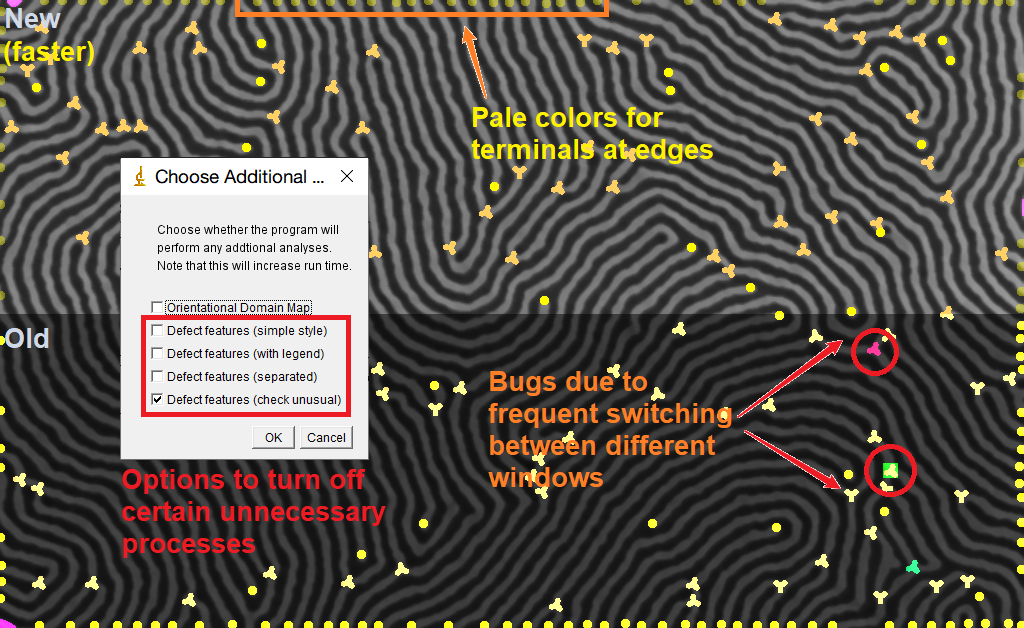 New
(faster)
Pale colors for
terminals at edges
Choose Additional ...
Choose whether the program will
perform any addtional analyses.
Note that this will increase run time.
Orientational Domain Map
Defect features (simple style)
Defect features (with legend)
Defect features (separated)
Defect features (check unusual)
OK Cancel
Old
Bugs due to
frequent switching
between different
windows
Options to turn off
certain unnecessary
processes